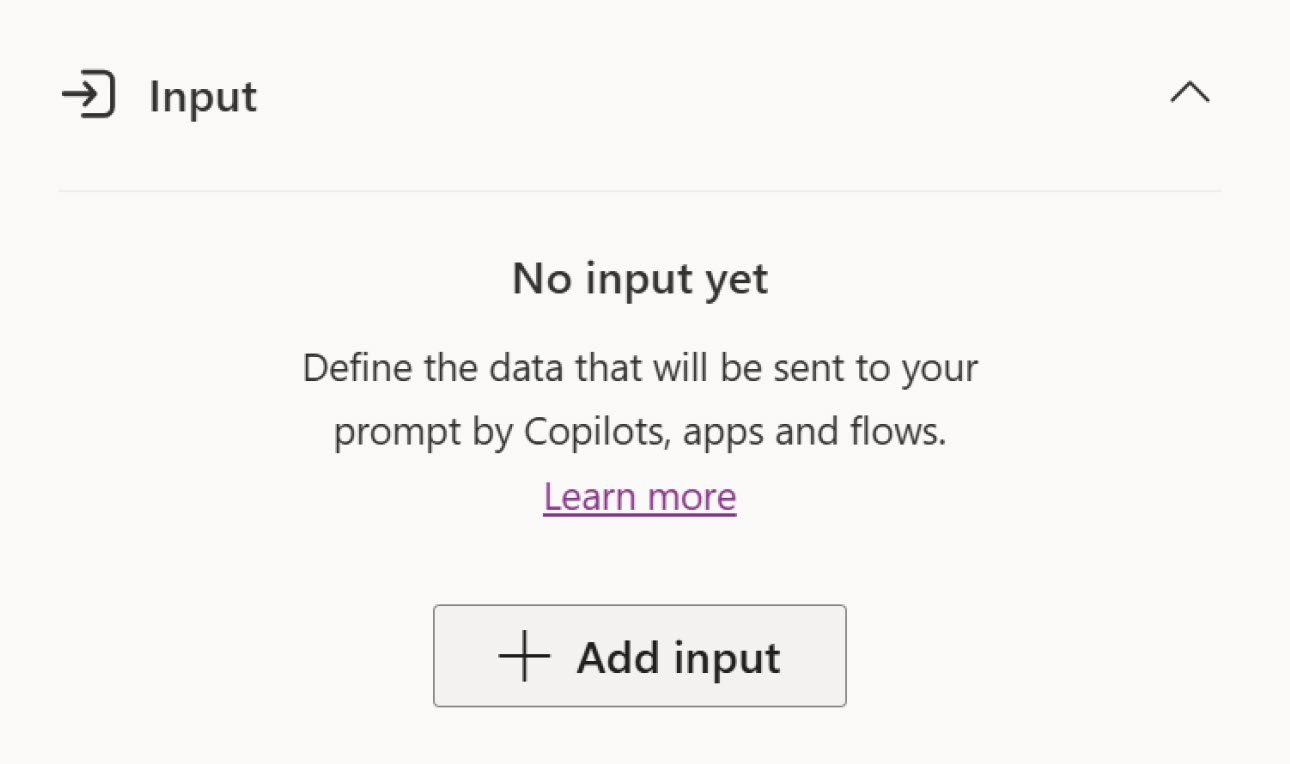 Input
No input yet
Define the data that will be sent to your
prompt by Copilots, apps and flows.
Learn more
Add input